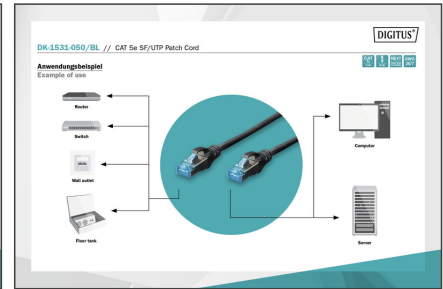 DIGITUS®
DK-1531-050/BL // CAT 5e SF/UTP Patch Cord
Anwendungsbeispiel
Example of use
Router
Switch
Wall outlet
Floor tank
Computer
Server